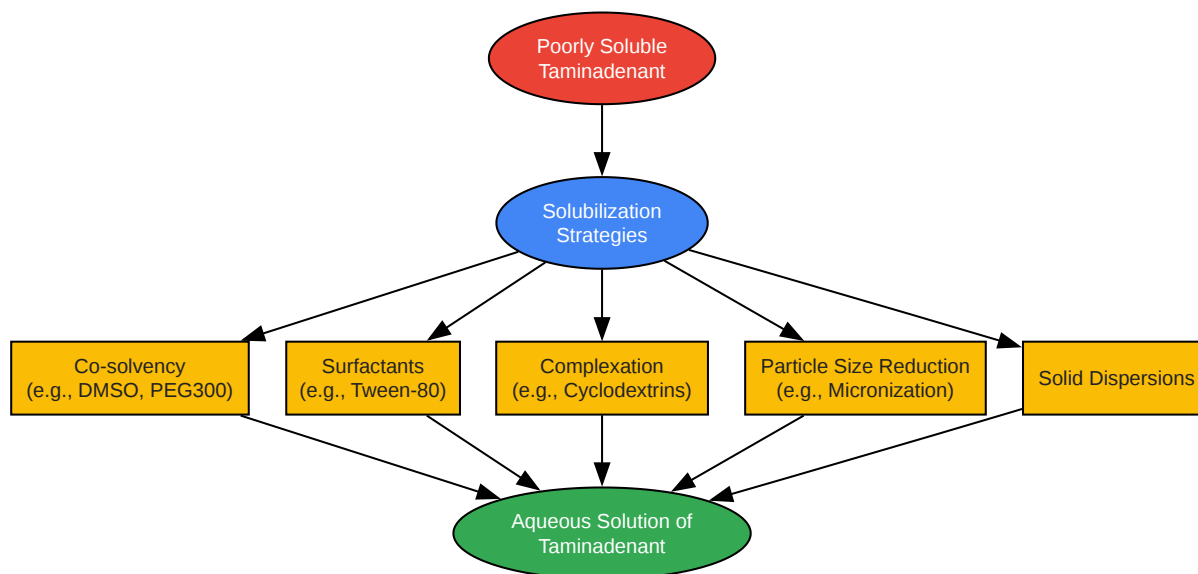 Poorly Soluble
Taminadenant
Solubilization
Strategies
Co-solvency
(e.g., DMSO, PEG300)
Surfactants
(e.g., Tween-80)
Complexation
(e.g., Cyclodextrins)
Particle Size Reduction
(e.g., Micronization)
Solid Dispersions
Aqueous Solution of
Taminadenant